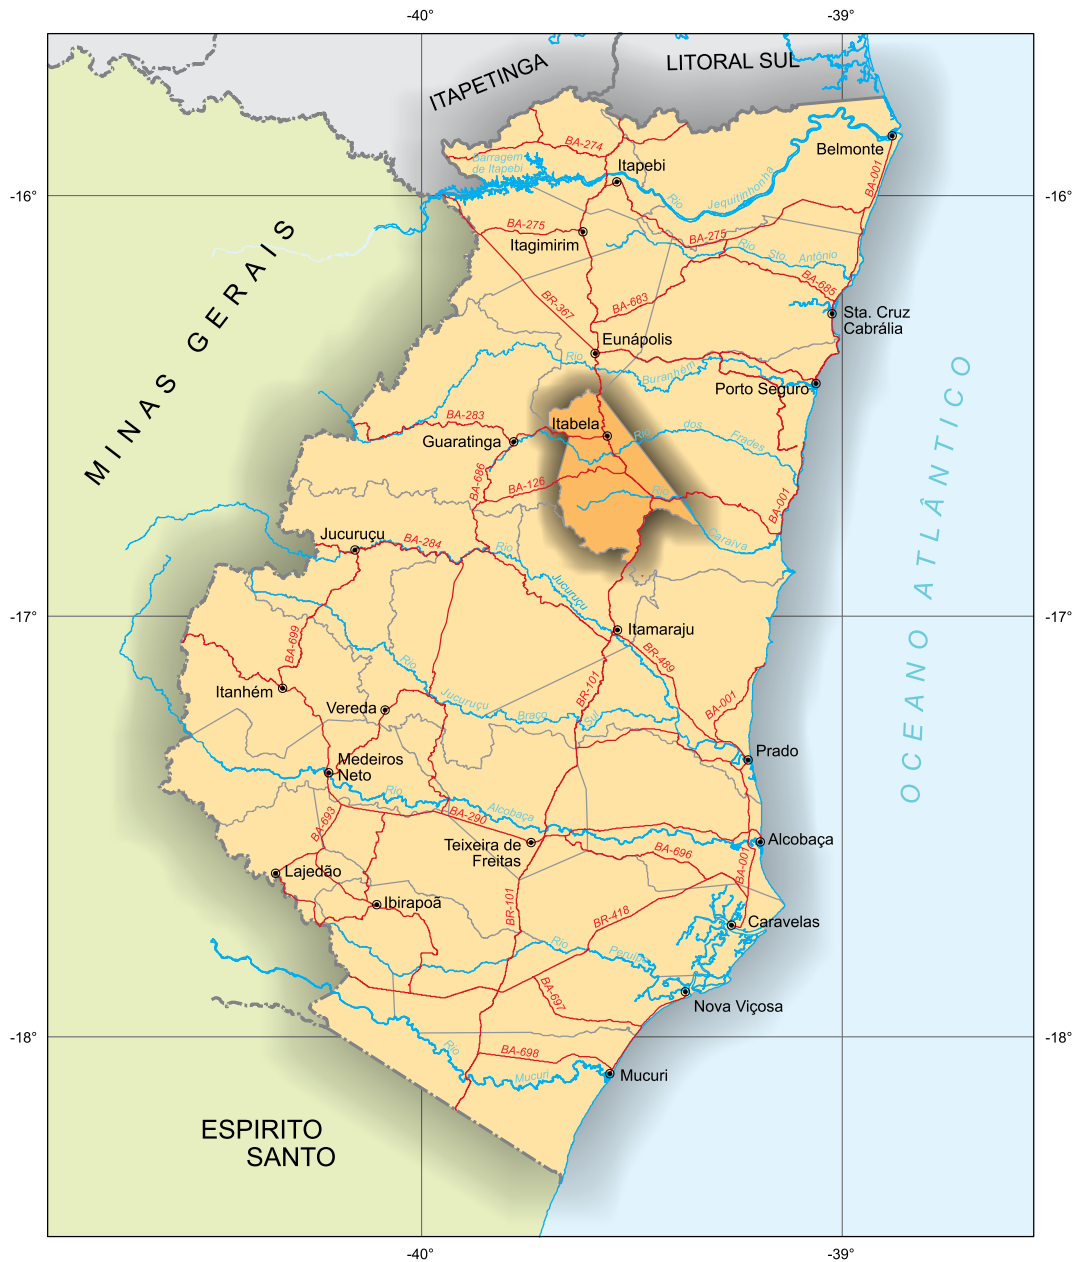 -40°
-39°
ITAPETINGA
LITORAL SUL
BA-274
Barragem
de Itapebi
Itapebi
Belmonte
BA-001
-16°
-16°
Rio
Jequitinhonha
BA-275
Itagimirim
BA-275
Rio
Sto. Antônio
BA-685
BR-367
BA-683
Sta. Cruz
Cabrália
MINAS GERAIS
Eunápolis
Rio
Buranhém
Porto Seguro
BA-283
Itabela
Guaratinga
Rio
dos
Frades
BA-686
BA-126
Rio
BA-001
Caraíva
OCEANO ATLÂNTICO
Jucuruçu
BA-284
Rio
Jucuruçu
-17°
-17°
Itamaraju
BA-699
BR-489
Rio
Itanhém
Jucuruçu
Braço
Sul
BR-101
BA-001
Vereda
Prado
Medeiros
Neto
Rio
Alcobaça
BA-290
BA-693
Teixeira de
Freitas
Alcobaça
BA-696
BA-001
Lajedão
Ibirapoã
BR-101
BR-418
Caravelas
Rio
Peruípe
BA-697
Nova Viçosa
-18°
-18°
Rio
BA-698
Mucuri
Mucuri
ESPIRITO
SANTO
-40°
-39°